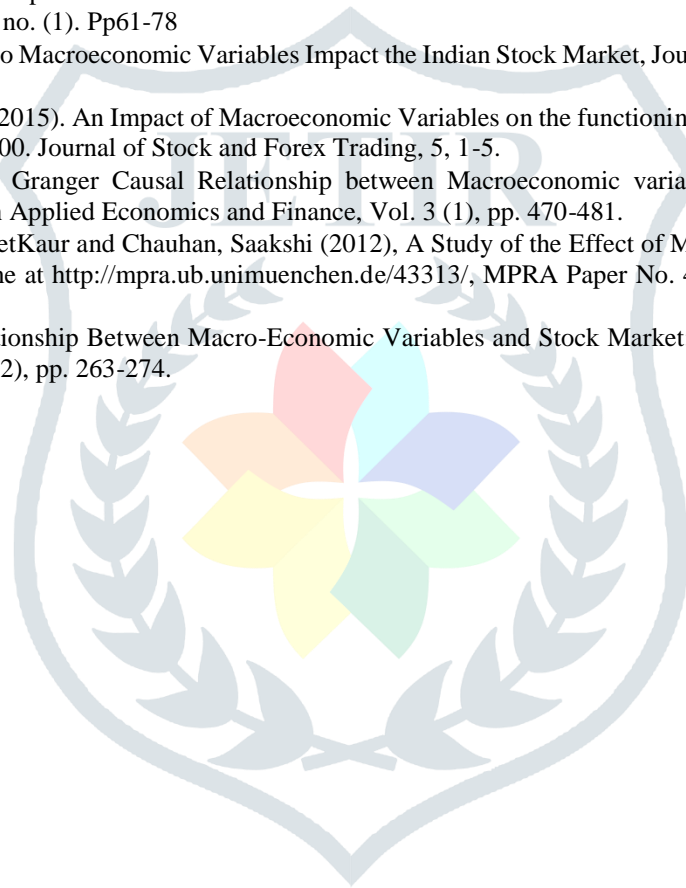 no. (1). Pp61-78
o Macroeconomic Variables Impact the Indian Stock Market, Jou
2015). An Impact of Macroeconomic Variables on the functionin
00. Journal of Stock and Forex Trading, 5, 1-5.
Granger Causal Relationship between Macroeconomic varia
n Applied Economics and Finance, Vol. 3 (1), pp. 470-481.
etKaur and Chauhan, Saakshi (2012), A Study of the Effect of M
ne at http://mpra.ub.unimuenchen.de/43313/, MPRA Paper No. 4
tionship Between Macro-Economic Variables and Stock Market
2), pp. 263-274.
JETIR